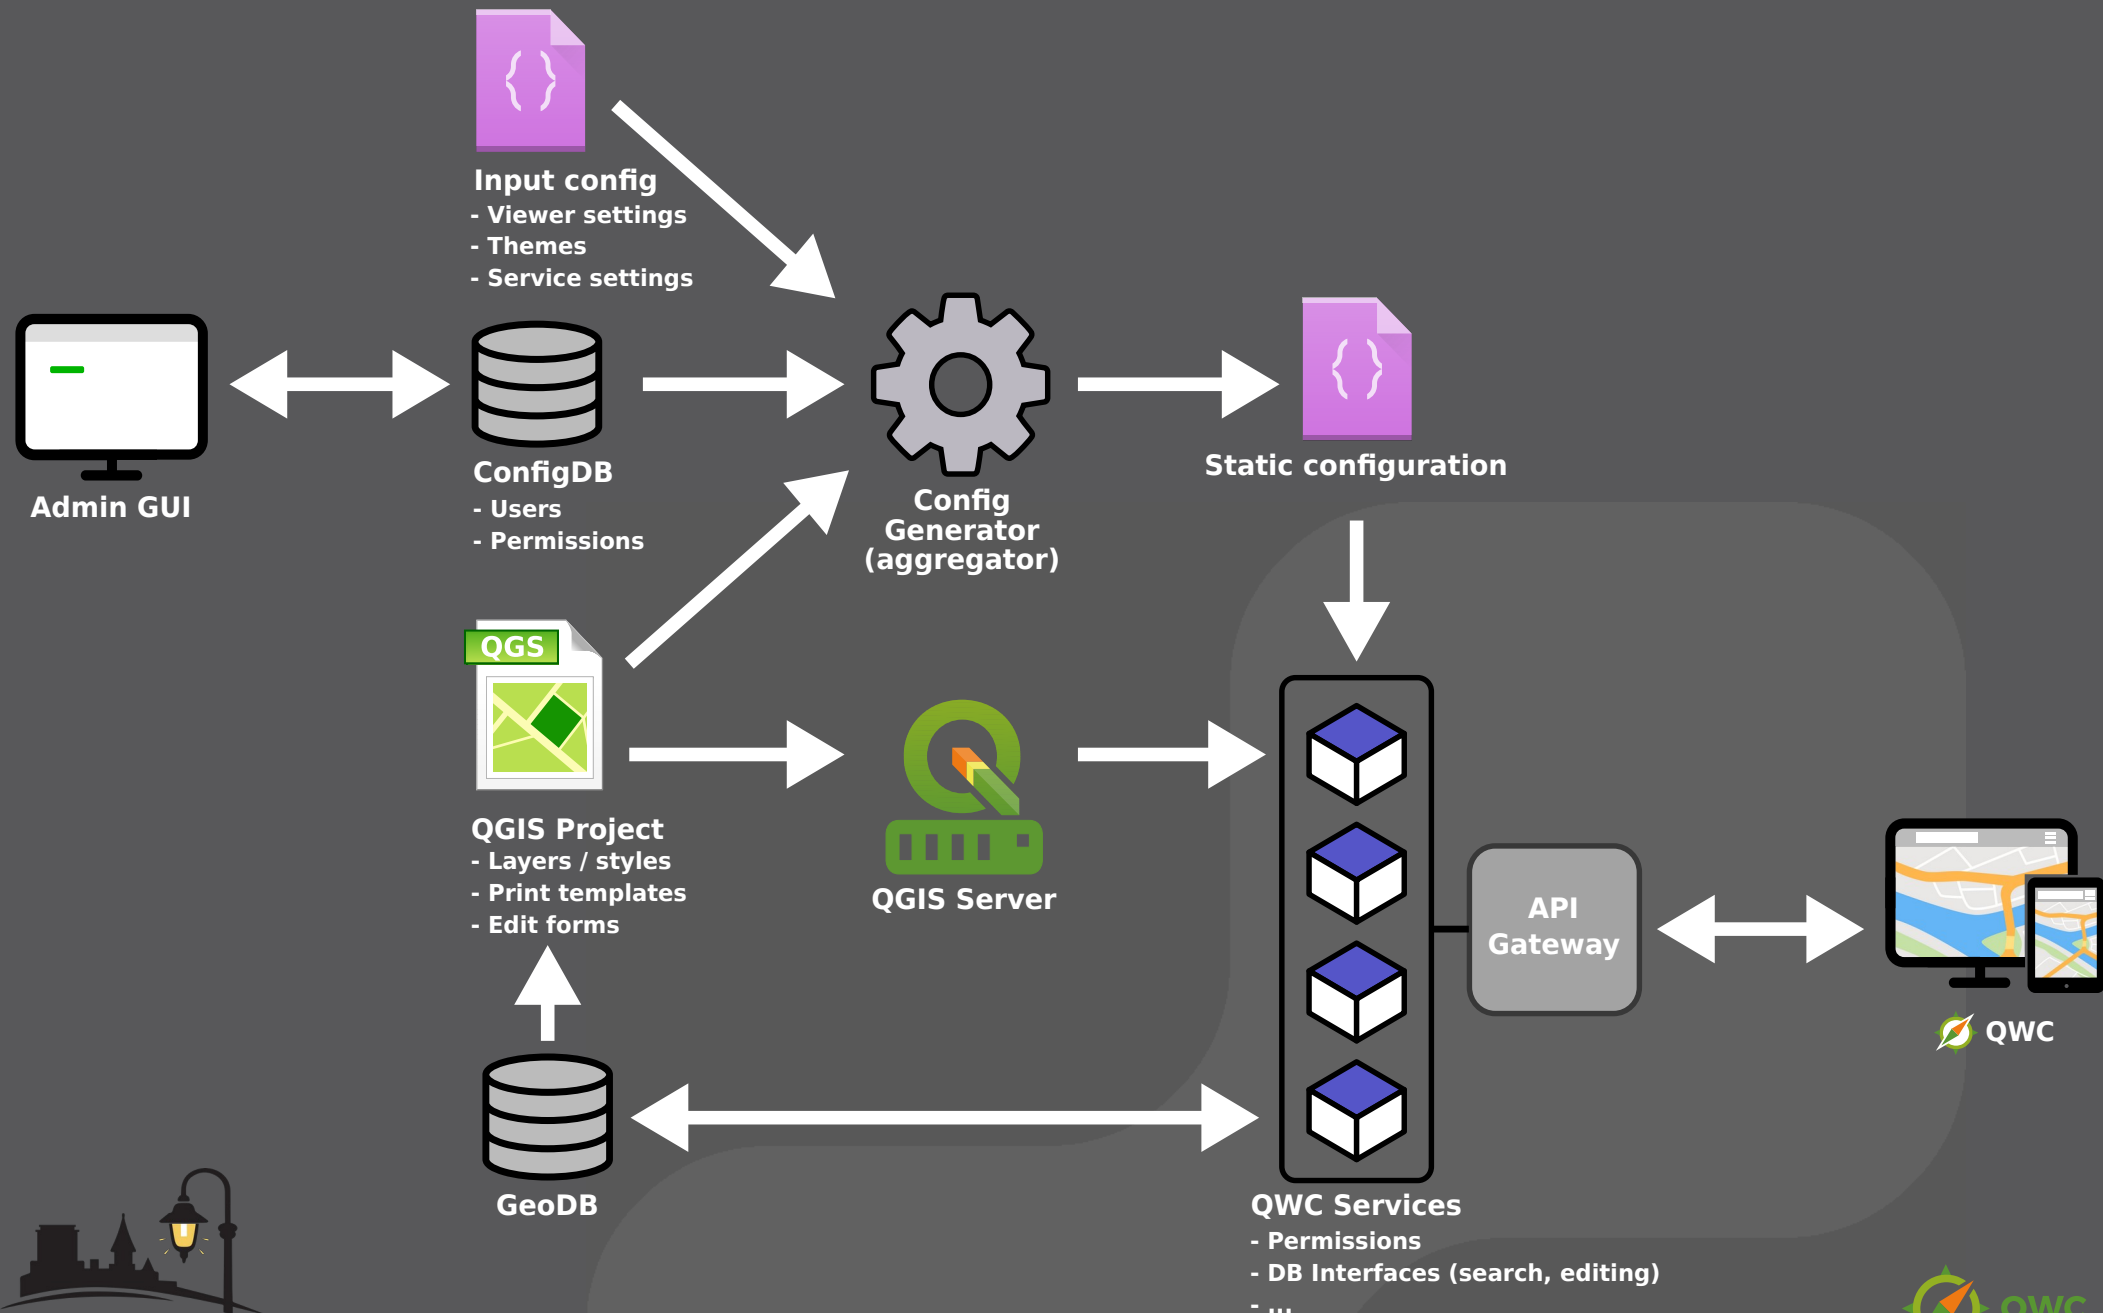 Input config
- Viewer settings
- Themes
- Service settings
Admin GUI
ConfigDB
- Users
- Permissions
Config
Generator
(aggregator)
Static configuration
QGS
QGIS Project
- Layers / styles
- Print templates
- Edit forms
QGIS Server
API
Gateway
QWC
GeoDB
QWC Services
- Permissions
- DB Interfaces (search, editing)
- ...
QWC